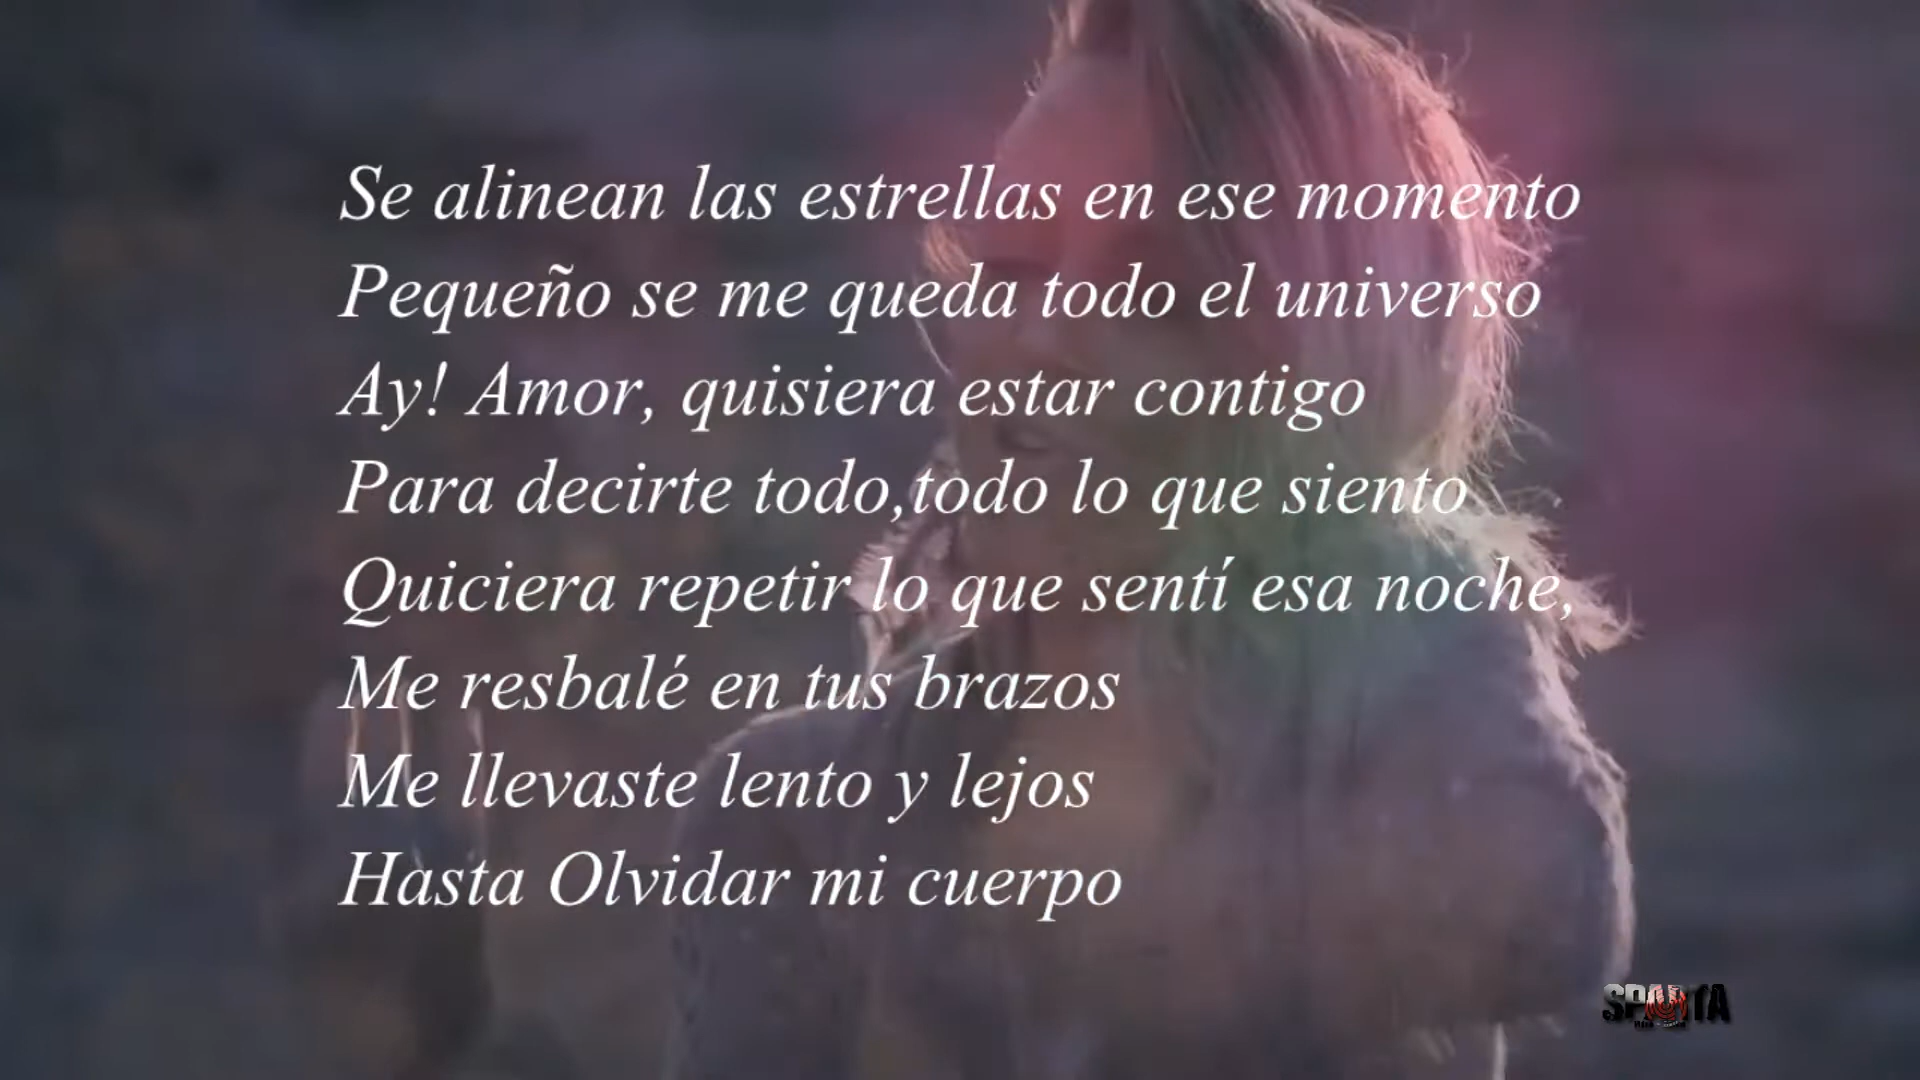 Se alinean las estrellas en ese momento
Pequeño se me queda todo el universo
Ay! Amor, quisiera estar contigo
Para decirte todo,todo lo que siento
Quiciera repetir lo que sentí esa noche,
Me resbalé en tus brazos
Me llevaste lento y lejos
Hasta Olvidar mi cuerpo
SPARTA